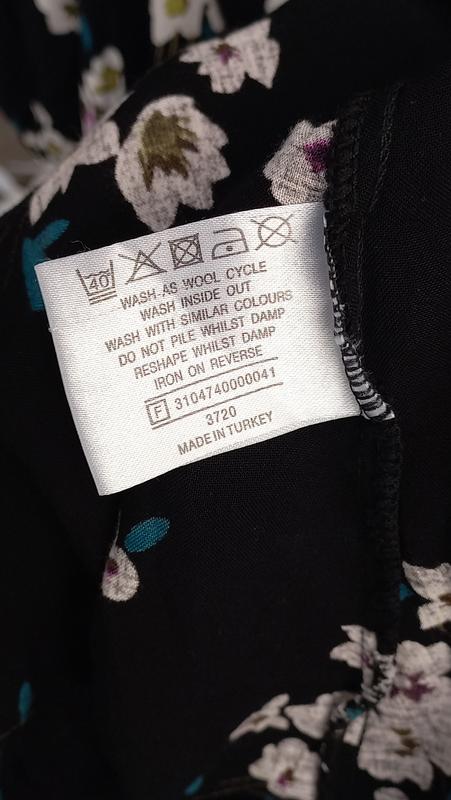 40
WASH AS WOOL CYCLE
WASH INSIDE OUT
WASH WITH SIMILAR COLOURS
DO NOT PILE WHILST DAMP
RESHAPE WHILST DAMP
IRON ON REVERSE
F 3104740000041
3720
MADE IN TURKEY